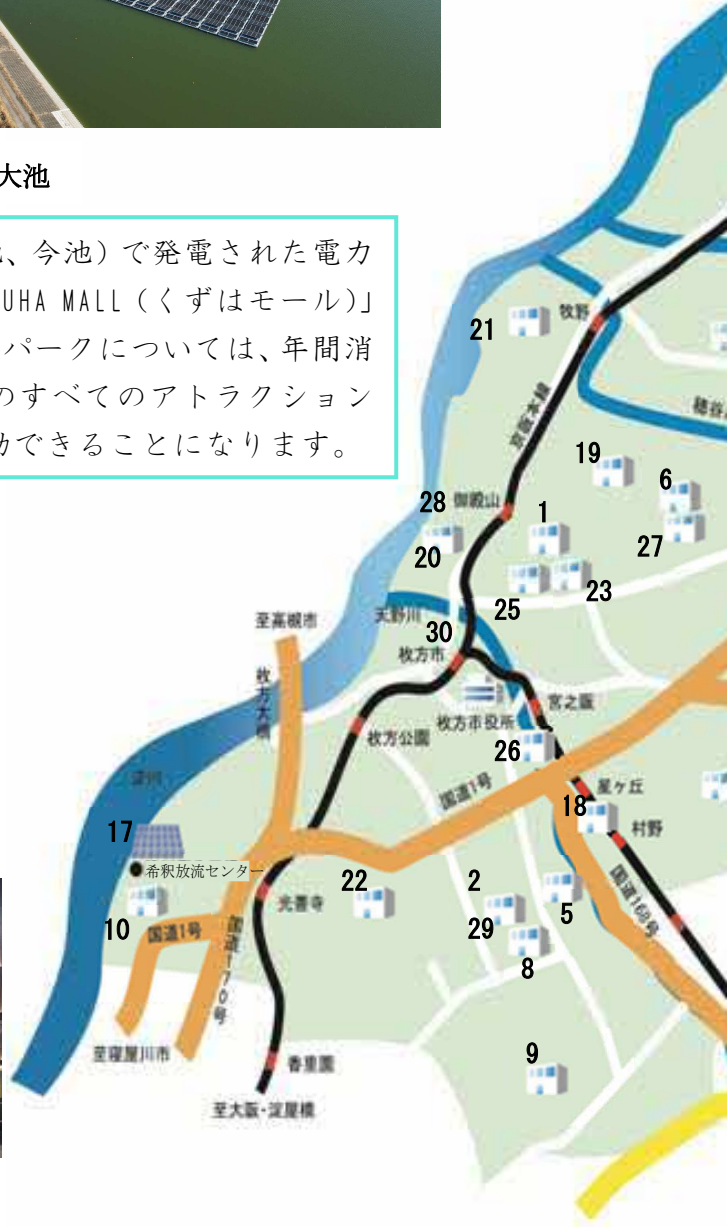 大池
、今池）で発電された電力
UHA MALL（くずはモール）」
パークについては、年間消
のすべてのアトラクション
できることになります。
牧野
21
京阪本線
穂谷
19
6
28
御殿山
1
20
27
25
23
天野川
至高槻市
30
枚方市
枚方大橋
宮之阪
枚方市役所
枚方公園
26
国道1号
淀川
星ヶ丘
18
村野
17
希釈放流センター
22
2
国道168号
光善寺
5
10
国道1号
29
国道170号
8
至寝屋川市
香里園
9
至大阪・淀屋橋